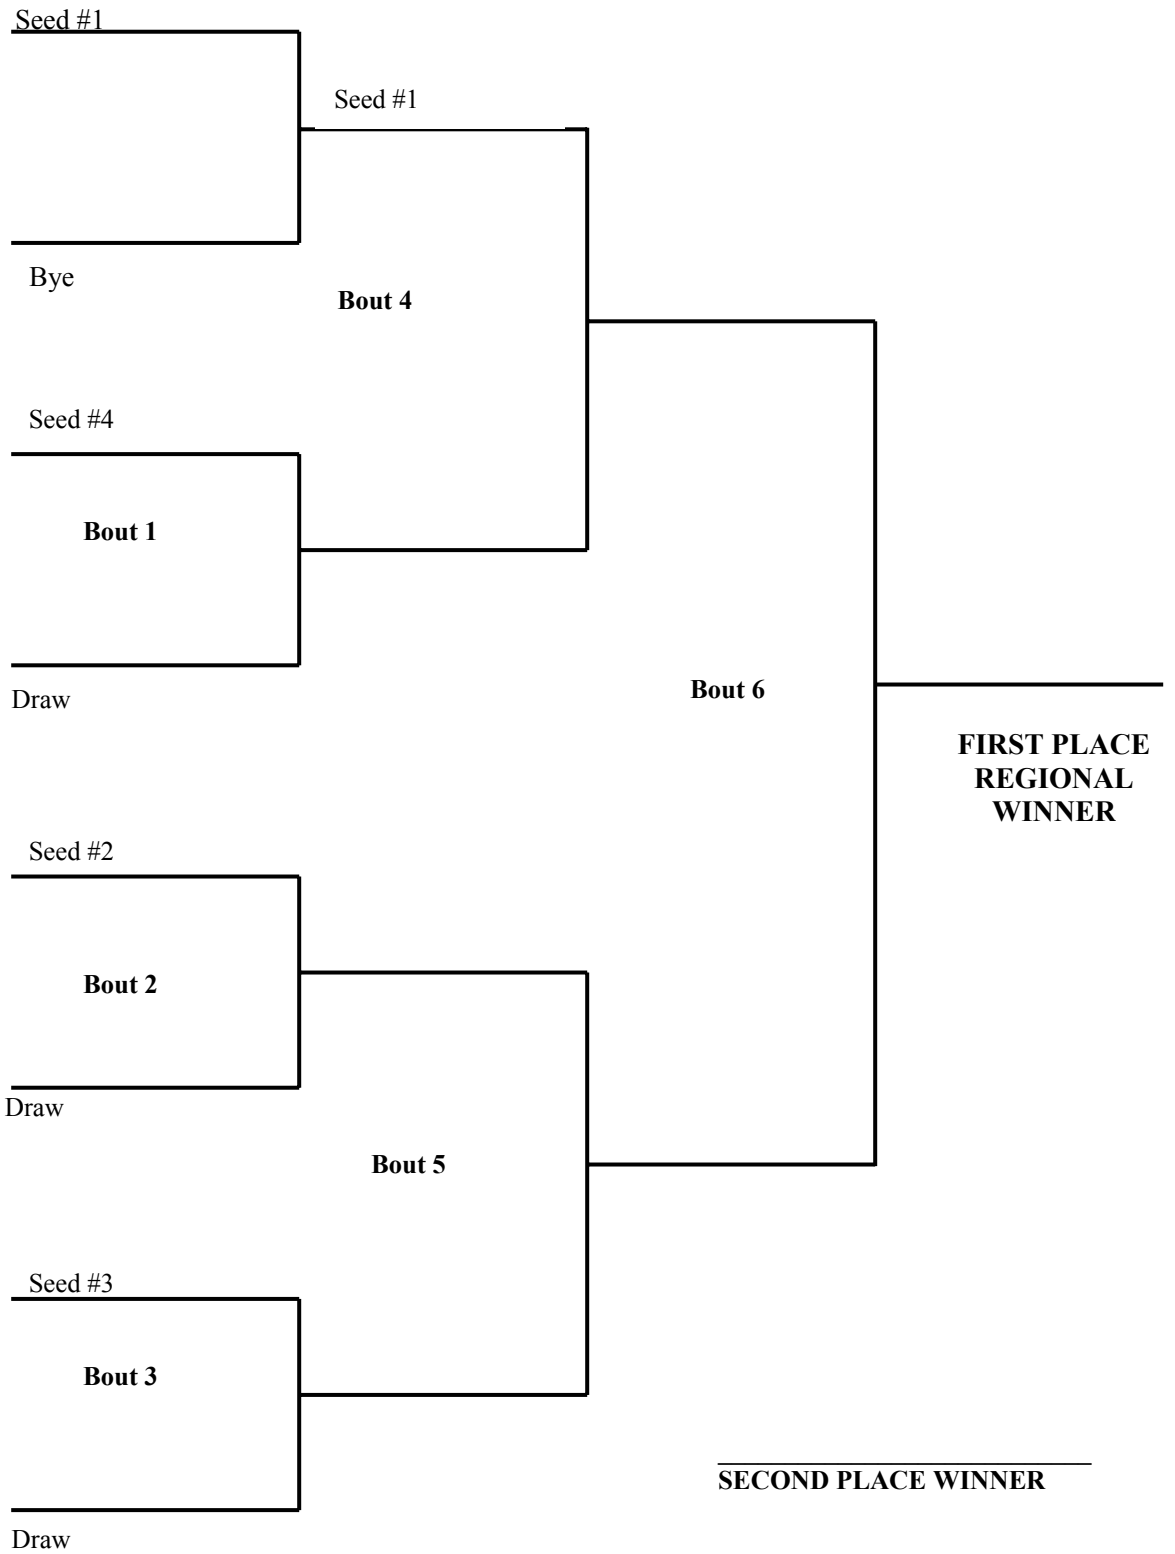 Seed #1
Seed #1
Bye
Bout 4
Seed #4
Bout 1
Draw
Bout 6
FIRST PLACE
REGIONAL
WINNER
Seed #2
Bout 2
Draw
Bout 5
Seed #3
Bout 3
SECOND PLACE WINNER
Draw